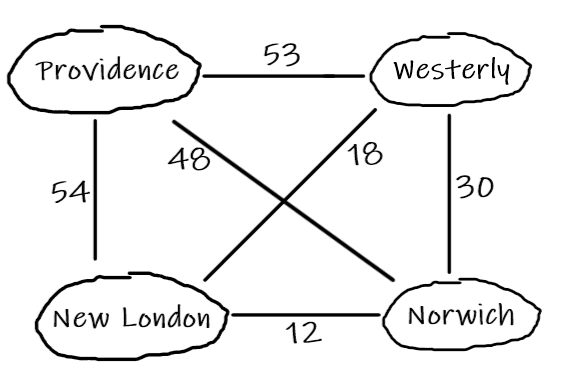 53
Providence
Westerly
48
18
54
30
New London
Norwich
12